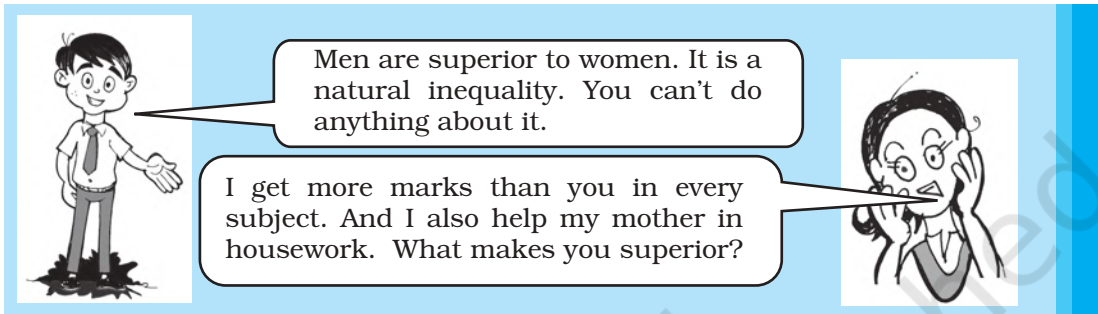 Men are superior to women. It is a
natural inequality. You can't do
anything about it.
I get more marks than you in every
subject. And I also help my mother in
housework. What makes you superior?
hed